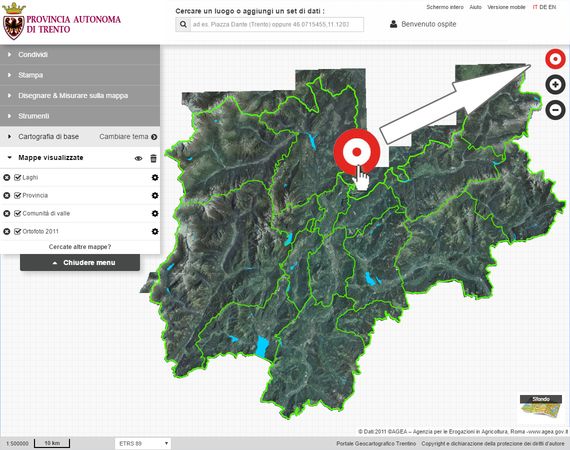 PROVINCIA AUTONOMA
DI TRENTO
Cercare un luogo o aggiungi un set di dati :
ad es. Piazza Dante (Trento) oppure 46.0715455,11.1203
Schermo intero
Aiuto
Versione mobile
IT DE EN
Benvenuto ospite
Condividi
Stampa
Disegnare & Misurare sulla mappa
Strumenti
Cartografia di base
Cambiare tema
Mappe visualizzate
Laghi
Provincia
Comunità di valle
Ortofoto 2011
Cercate altre mappe?
Chiudere menu
Sfondo
© Dati:2011 ©AGEA – Agenzia per le Erogazioni in Agricoltura, Roma -www.agea.gov.it
1:500000
10 km
ETRS 89
Portale Geocartografico Trentino
Copyright e dichiarazione della protezione dei diritti d'autore